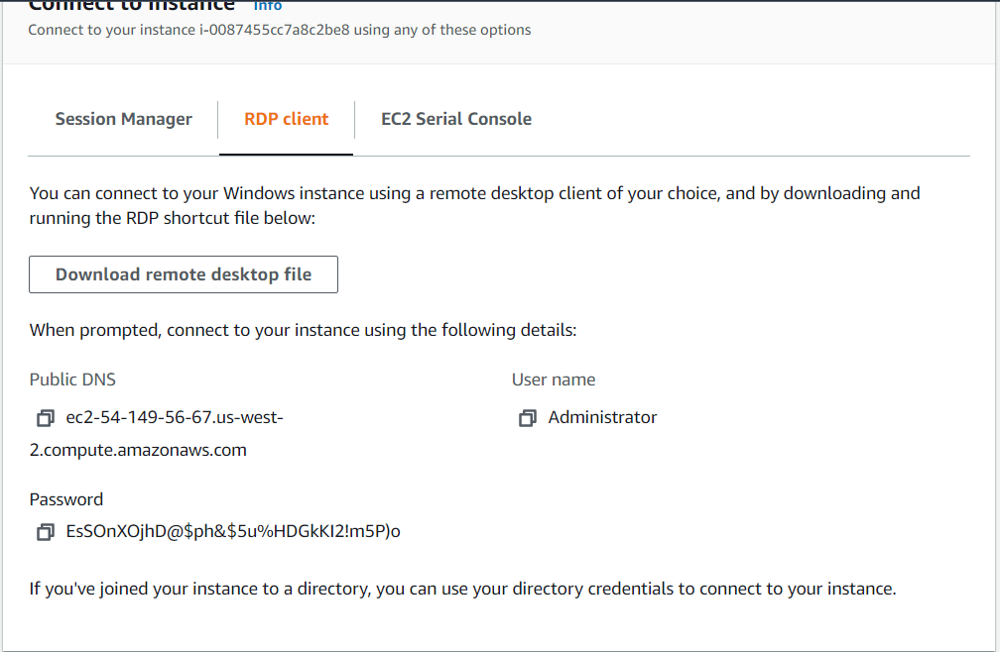 Connect to instance Info
Connect to your instance i-0087455cc7a8c2be8 using any of these options
Session Manager
RDP client
EC2 Serial Console
You can connect to your Windows instance using a remote desktop client of your choice, and by downloading and
running the RDP shortcut file below:
Download remote desktop file
When prompted, connect to your instance using the following details:
Public DNS
ec2-54-149-56-67.us-west-
2.compute.amazonaws.com
User name
Administrator
Password
EsSOnXOjhD@$ph&$5u%HDGkKI2!m5P)o
If you've joined your instance to a directory, you can use your directory credentials to connect to your instance.